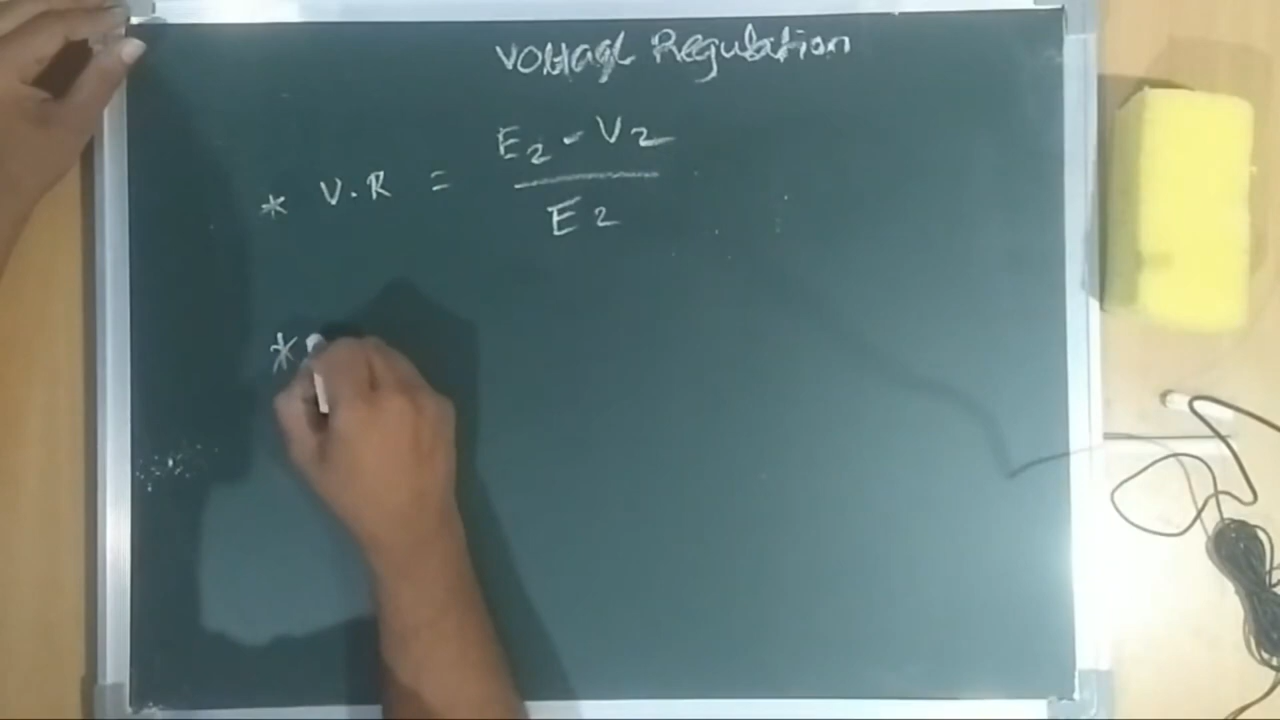 Voltage Regulation
* V.R = E2 - V2 / E2
*